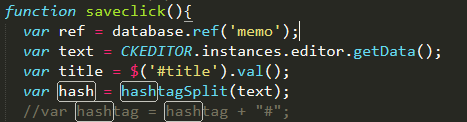 function saveclick(){
var ref = database.ref('memo');
var text = CKEDITOR.instances.editor.getData();
var title = $('#title').val();
var hash = hashtagSplit(text);
//var hashtag = hashtag + "#";